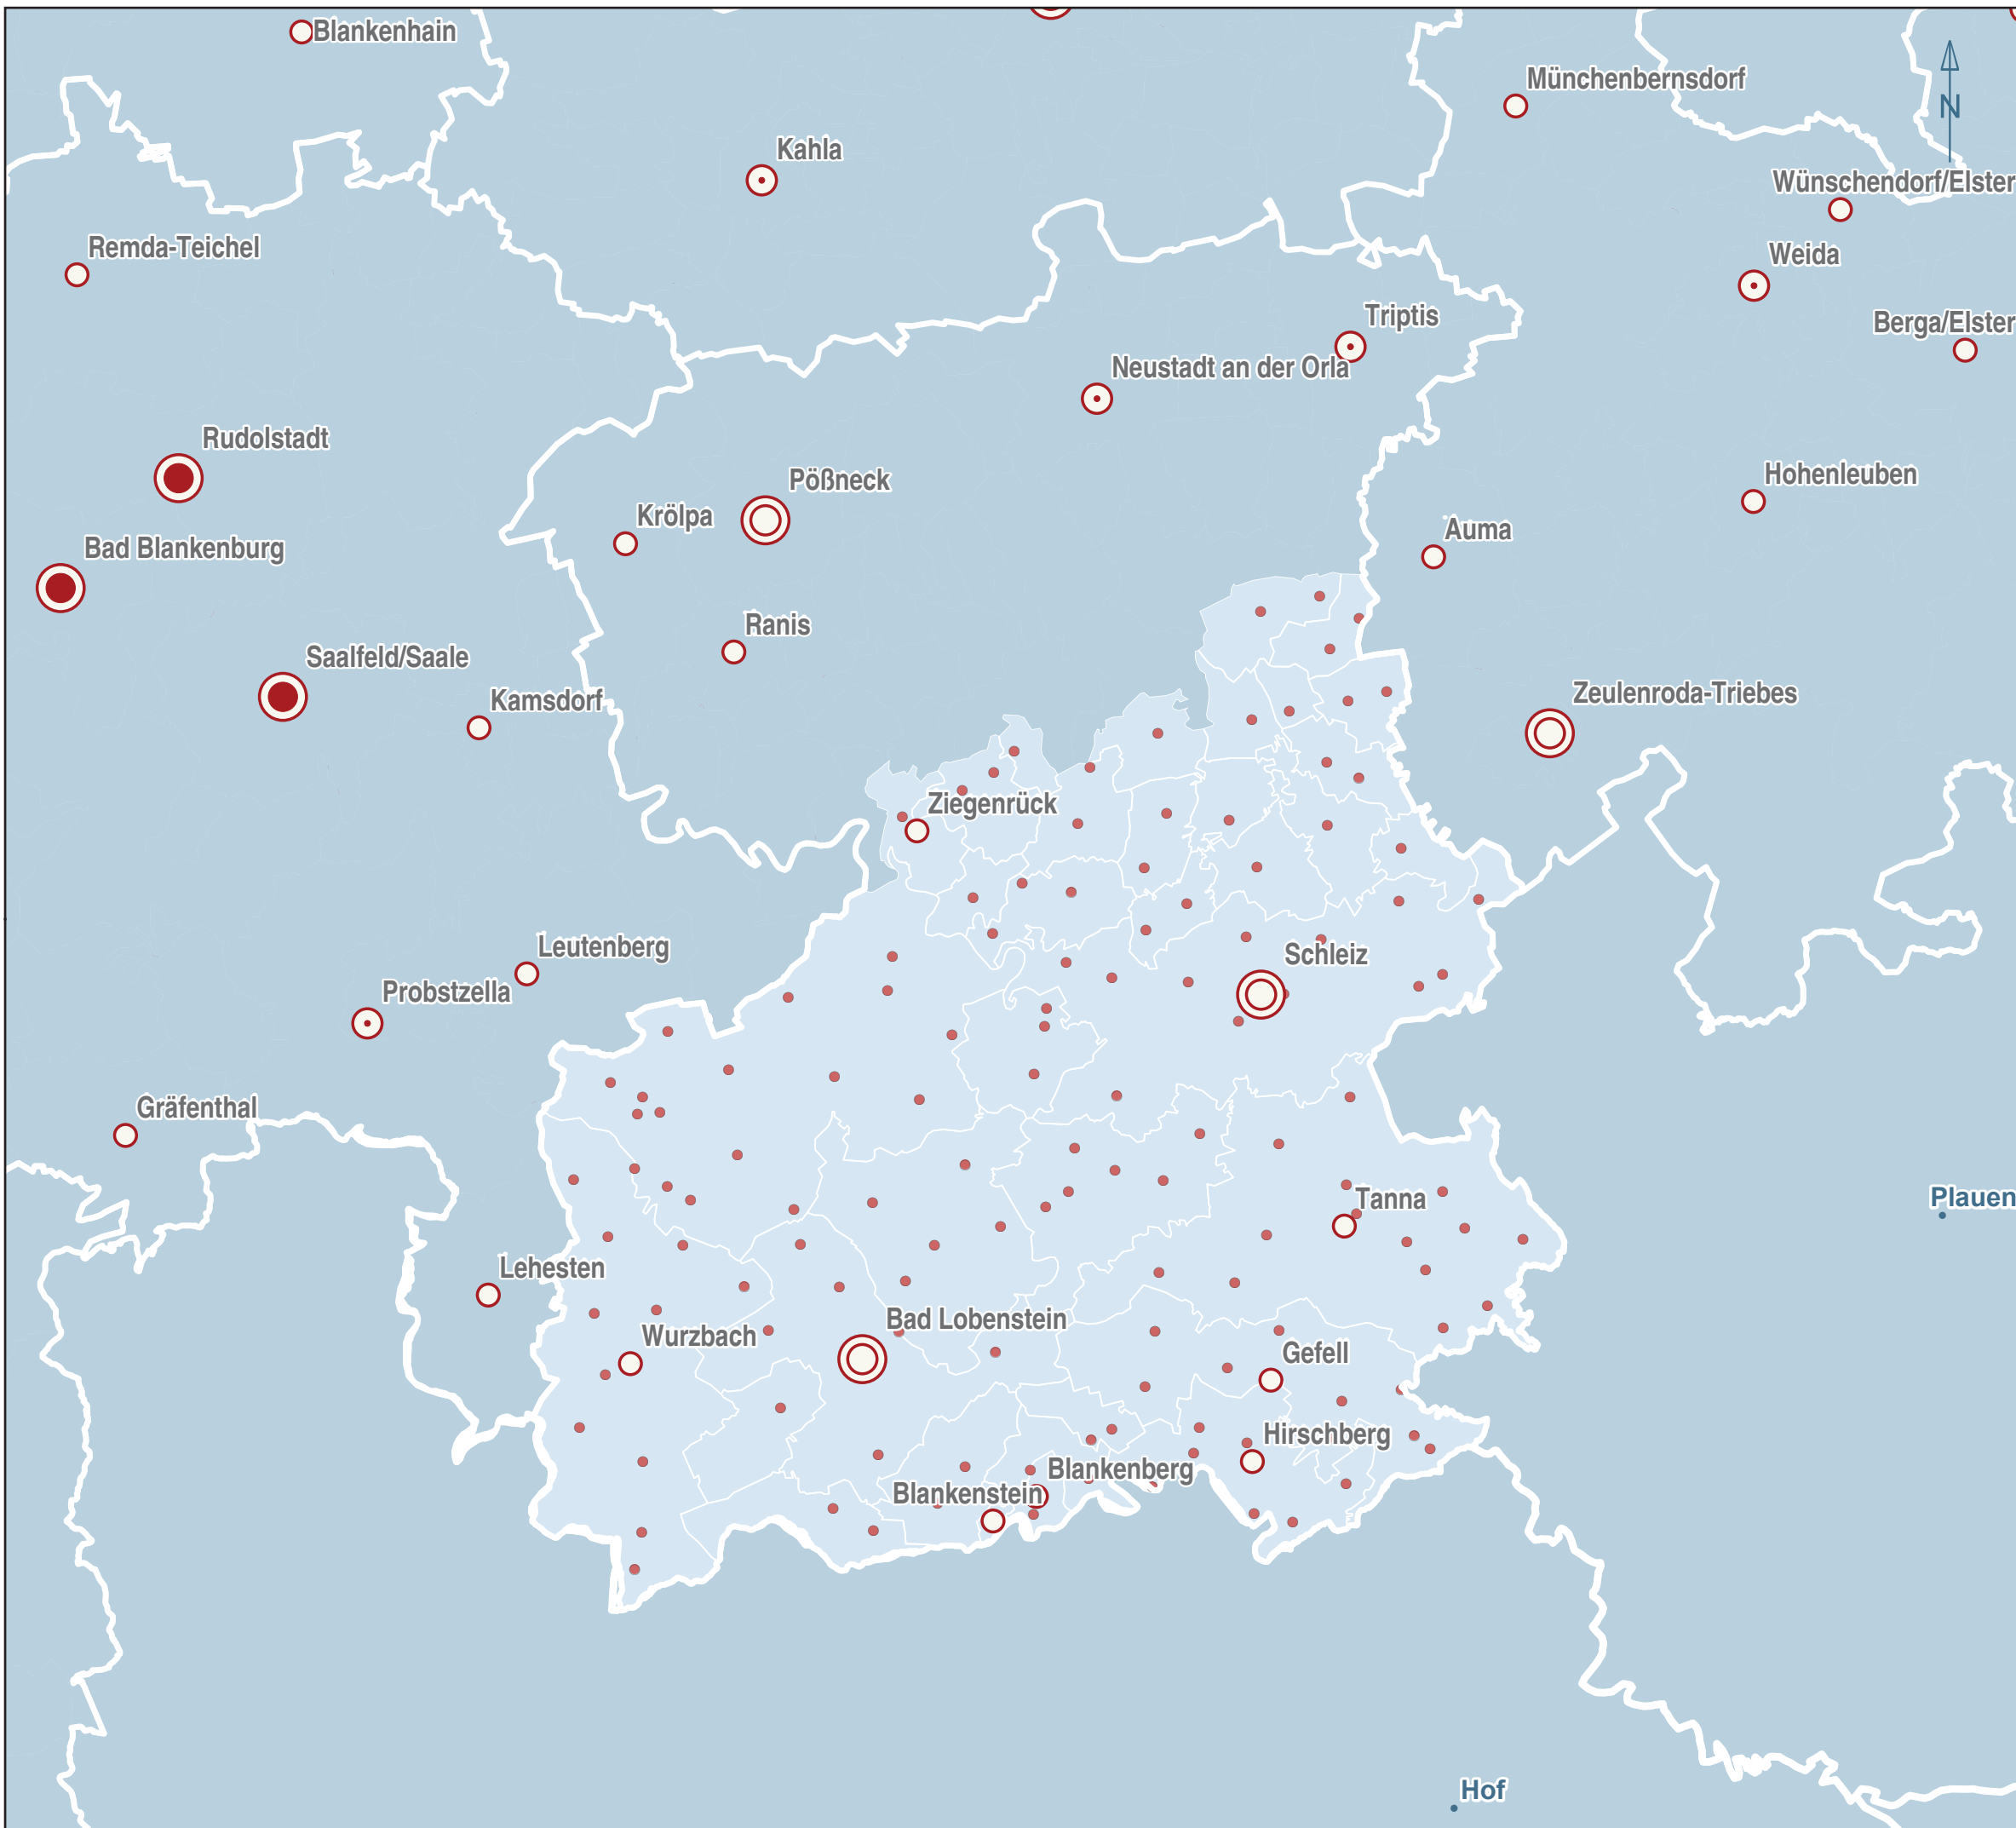 Blankenhain
Münchenbernsdorf
N
Kahla
Wünschendorf/Elster
Remda-Teichel
Weida
Triptis
Berga/Elster
Neustadt an der Orla
Rudolstadt
Pößneck
Hohenleuben
Krölpa
Auma
Bad Blankenburg
Ranis
Saalfeld/Saale
Kamsdorf
Zeulenroda-Triebes
Ziegenrück
Leutenberg
Schleiz
Probstzella
Gräfenthal
Plauen
Tanna
Lehesten
Bad Lobenstein
Wurzbach
Gefell
Hirschberg
Blankenberg
Blankenstein
Hof